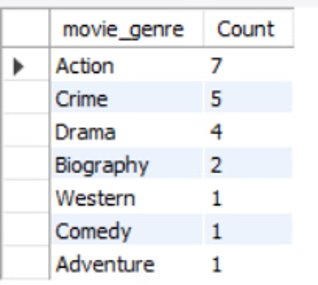 movie_genre Count
Action 7
Crime 5
Drama 4
Biography 2
Western 1
Comedy 1
Adventure 1